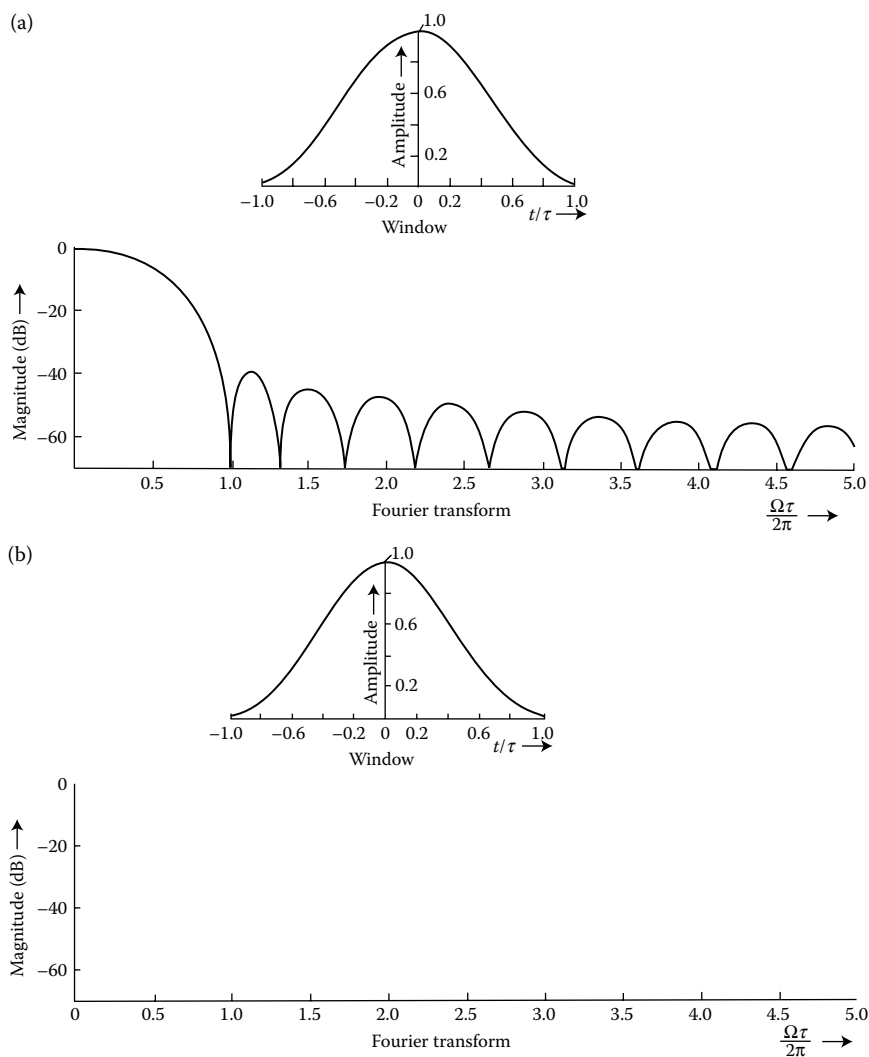 (a)
1.0
0.6
0.2
Amplitude
−1.0 −0.6 −0.2 0 0.2 0.6 1.0
t/τ
Window
0
−20
−40
−60
Magnitude (dB)
0.5 1.0 1.5 2.0 2.5 3.0 3.5 4.0 4.5 5.0
Fourier transform
Ωτ
2π
(b)
1.0
0.6
0.2
Amplitude
−1.0 −0.6 −0.2 0 0.2 0.6 1.0
t/τ
Window
0
−20
−40
−60
Magnitude (dB)
0 0.5 1.0 1.5 2.0 2.5 3.0 3.5 4.0 4.5 5.0
Fourier transform
Ωτ
2π